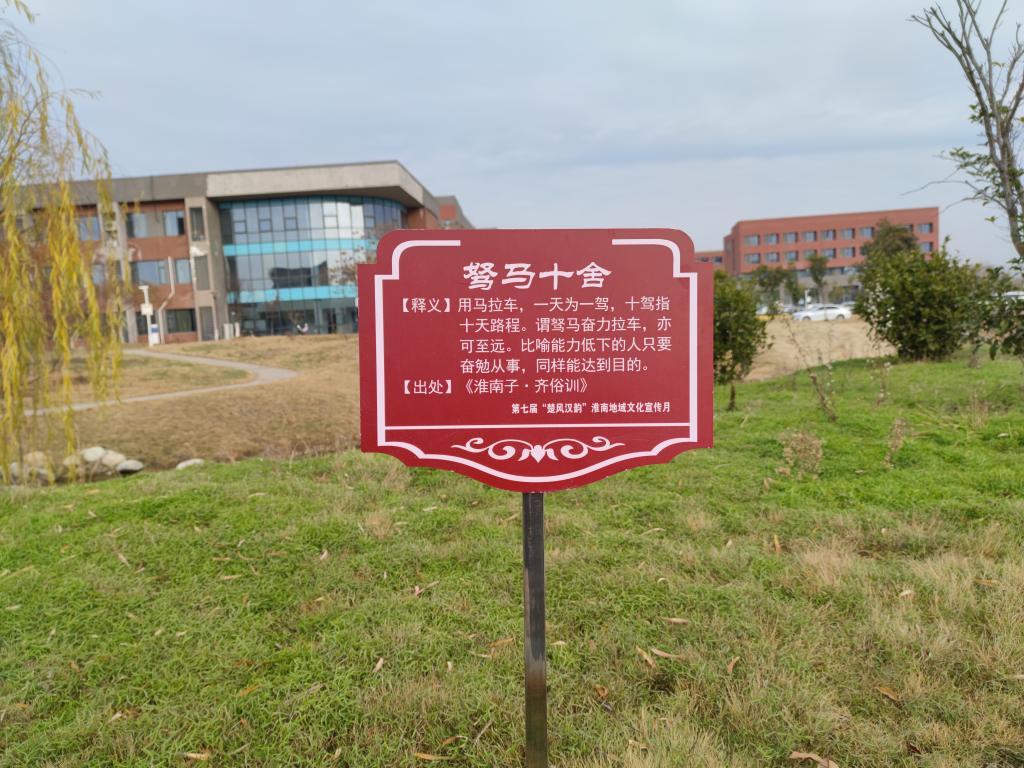 驽马十舍
【释义】用马拉车，一天为一驾，十驾指
十天路程。谓驽马奋力拉车，亦
可至远。比喻能力低下的人只要
奋勉从事，同样能达到目的。
【出处】《淮南子·齐俗训》
第七届“楚风汉韵”淮南地域文化宣传月